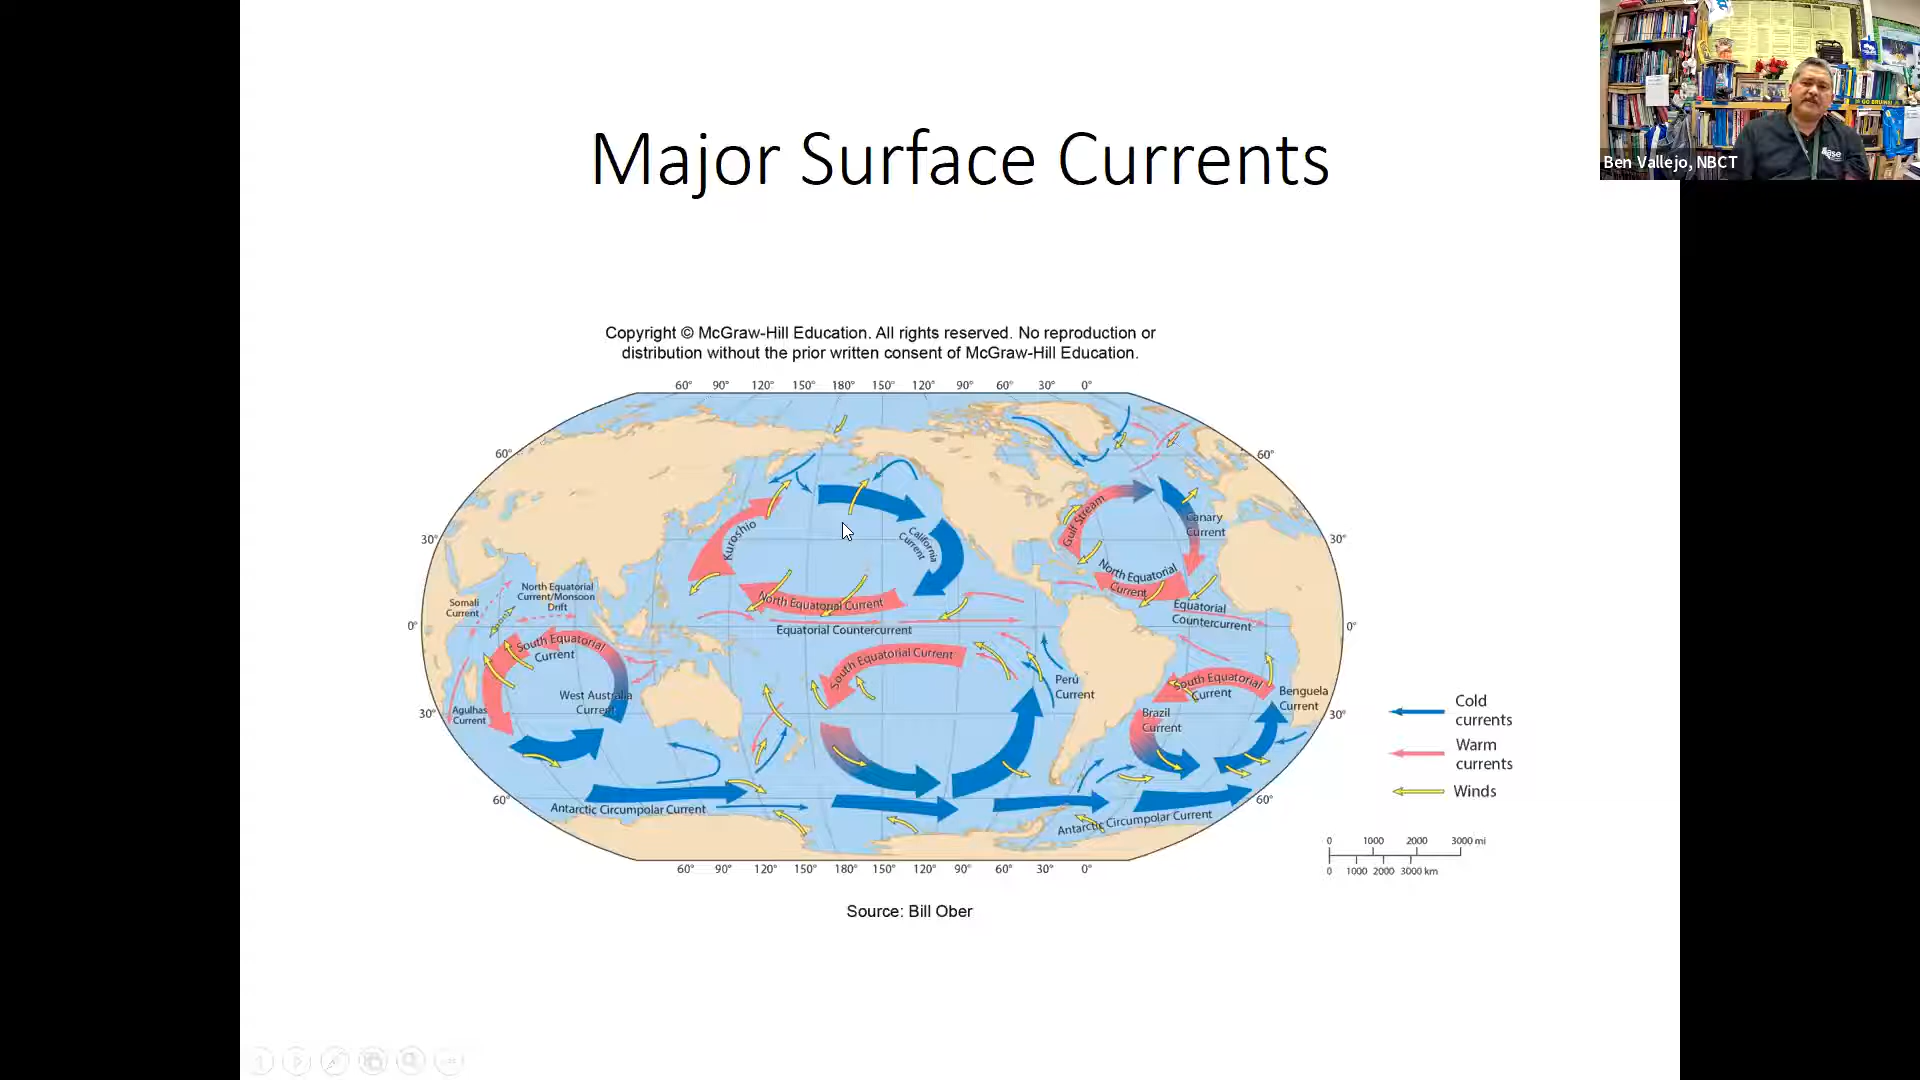 Major Surface Currents
GO BRUINS!
ase
Ben Vallejo, NBCT
Copyright © McGraw-Hill Education. All rights reserved. No reproduction or
distribution without the prior written consent of McGraw-Hill Education.
60° 90° 120° 150° 180° 150° 120° 90° 60° 30° 0°
60° 60°
30° 30°
Kuroshio
California
Current
Gulf Stream
Canary
Current
North Equatorial
Current
North Equatorial
Current/Monsoon
Drift
Somali
Current
North Equatorial Current
Equatorial
Countercurrent
0° 0°
Equatorial Countercurrent
South Equatorial
Current
South Equatorial Current
South Equatorial
Current
West Australia
Current
Peru
Current
Benguela
Current
Agulhas
Current
Brazil
Current
30° 30°
60° 60°
Antarctic Circumpolar Current
Antarctic Circumpolar Current
60° 90° 120° 150° 180° 150° 120° 90° 60° 30° 0°
Cold
currents
Warm
currents
Winds
0 1000 2000 3000 mi
0 1000 2000 3000 km
Source: Bill Ober